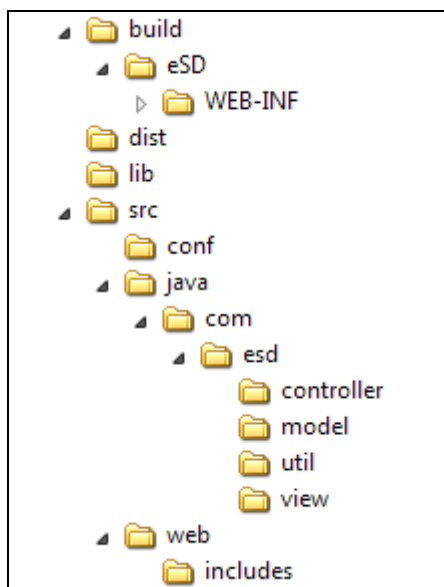 build
eSD
WEB-INF
dist
lib
src
conf
java
com
esd
controller
model
util
view
web
includes